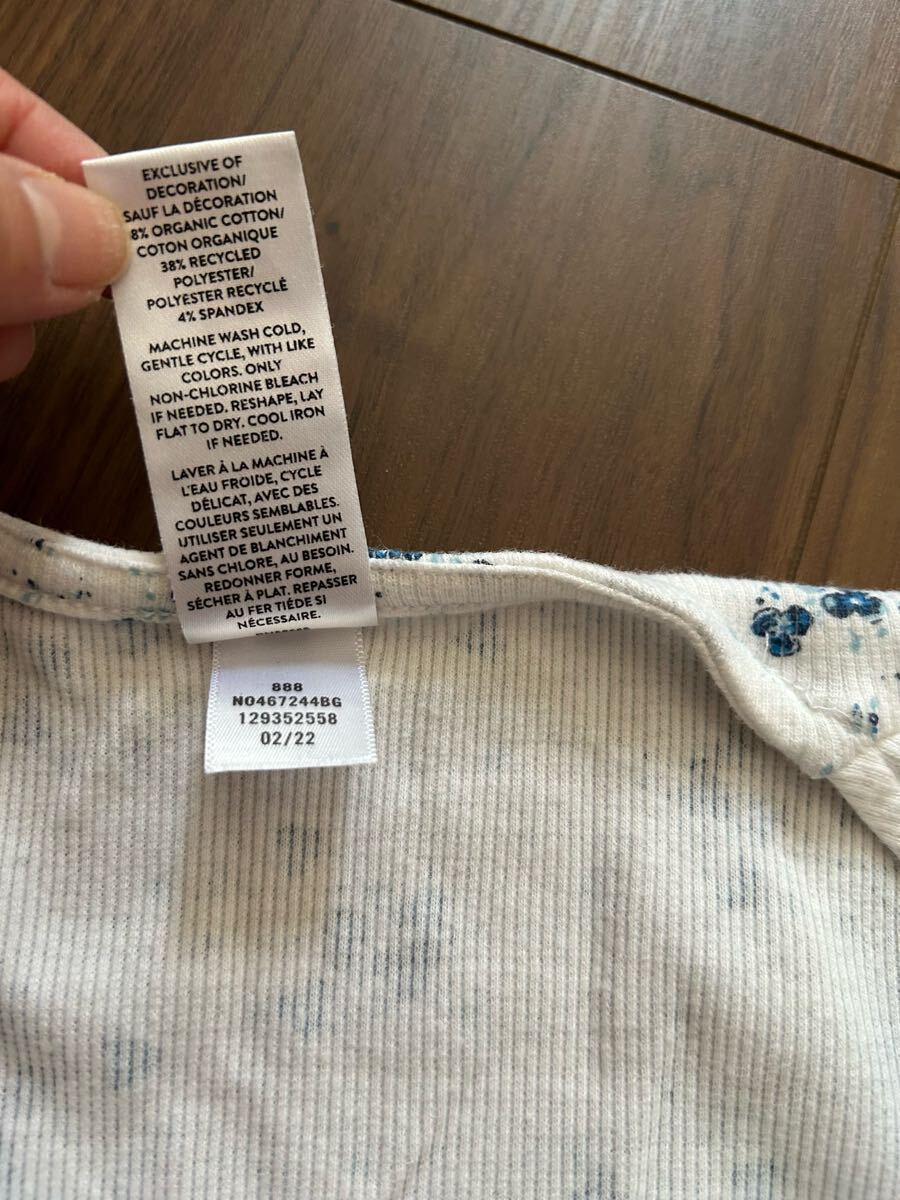 EXCLUSIVE OF
DECORATION/
SAUF LA DÉCORATION
8% ORGANIC COTTON/
COTON ORGANIQUE
38% RECYCLED
POLYESTER/
POLYESTER RECYCLÉ
4% SPANDEX
MACHINE WASH COLD,
GENTLE CYCLE, WITH LIKE
COLORS. ONLY
NON-CHLORINE BLEACH
IF NEEDED. RESHAPE, LAY
FLAT TO DRY. COOL IRON
IF NEEDED.
LAVER À LA MACHINE À
L'EAU FROIDE, CYCLE
DÉLICAT, AVEC DES
COULEURS SEMBLABLES.
UTILISER SEULEMENT UN
AGENT DE BLANCHIMENT
SANS CHLORE, AU BESOIN.
REDONNER FORME,
SÉCHER À PLAT. REPASSER
AU FER TIÉDE SI
NÉCESSAIRE.
888
N0467244BG
129352558
02/22